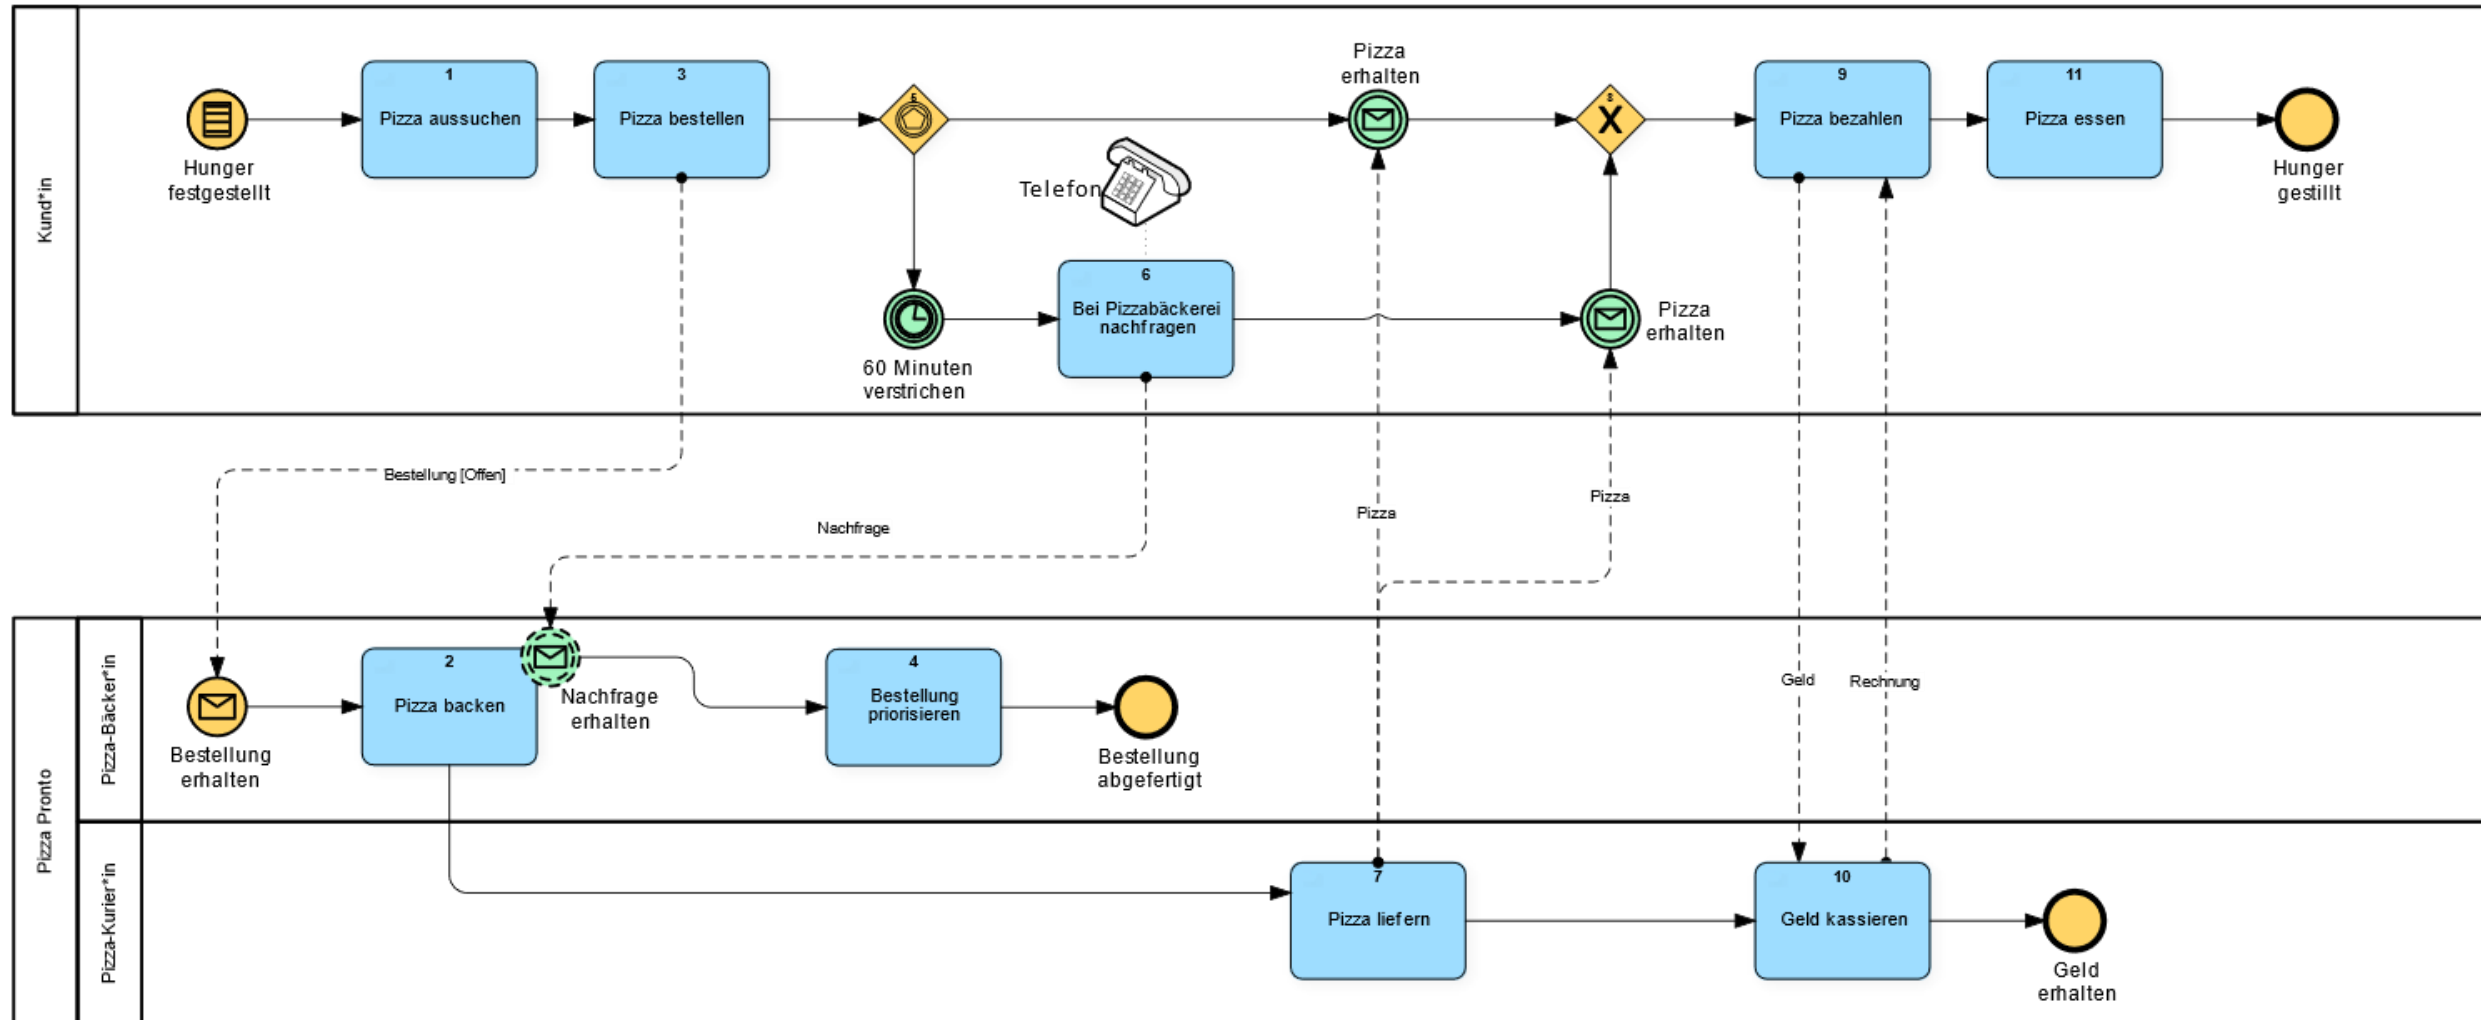 Kund*in
Hunger
festgestellt
1
Pizza aussuchen
3
Pizza bestellen
5
60 Minuten
verstrichen
Telefon
6
Bei Pizzabäckerei
nachfragen
Pizza
erhalten
8
X
Pizza
erhalten
9
Pizza bezahlen
11
Pizza essen
Hunger
gestillt
Bestellung [Offen]
Nachfrage
Pizza
Pizza
Geld
Rechnung
Pizza Pronto
Pizza-Bäcker*in
Bestellung
erhalten
2
Pizza backen
Nachfrage
erhalten
4
Bestellung
priorisieren
Bestellung
abgefertigt
Pizza-Kurier*in
7
Pizza liefern
10
Geld kassieren
Geld
erhalten